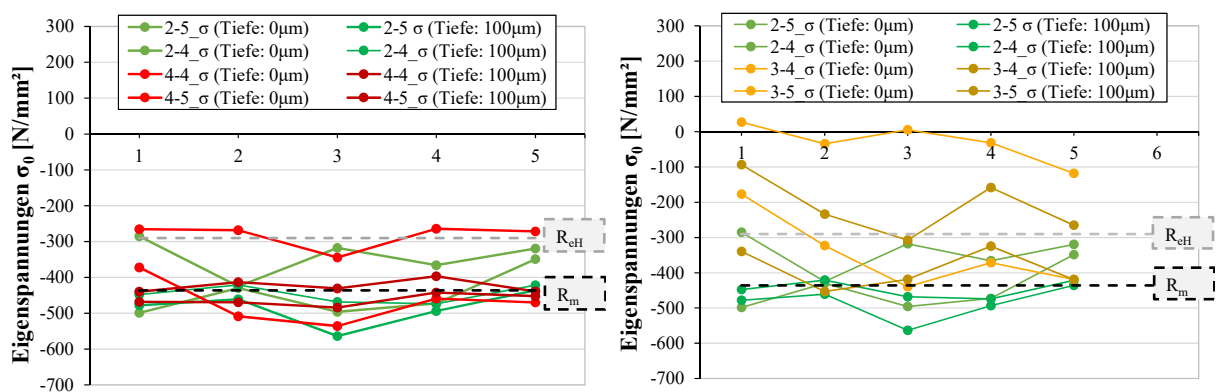 Eigenspannungen σ₀ [N/mm²]
300
200
100
0
-100
-200
-300
-400
-500
-600
-700
2-5_σ (Tiefe: 0µm)
2-5 σ (Tiefe: 100µm)
2-4_σ (Tiefe: 0µm)
2-4_σ (Tiefe: 100µm)
4-4_σ (Tiefe: 0µm)
4-4_σ (Tiefe: 100µm)
4-5_σ (Tiefe: 0µm)
4-5_σ (Tiefe: 100µm)
1 2 3 4 5
R_eH
R_m
Eigenspannungen σ₀ [N/mm²]
300
200
100
0
-100
-200
-300
-400
-500
-600
-700
2-5_σ (Tiefe: 0µm)
2-5 σ (Tiefe: 100µm)
2-4_σ (Tiefe: 0µm)
2-4_σ (Tiefe: 100µm)
3-4_σ (Tiefe: 0µm)
3-4_σ (Tiefe: 100µm)
3-5_σ (Tiefe: 0µm)
3-5_σ (Tiefe: 100µm)
1 2 3 4 5 6
R_eH
R_m